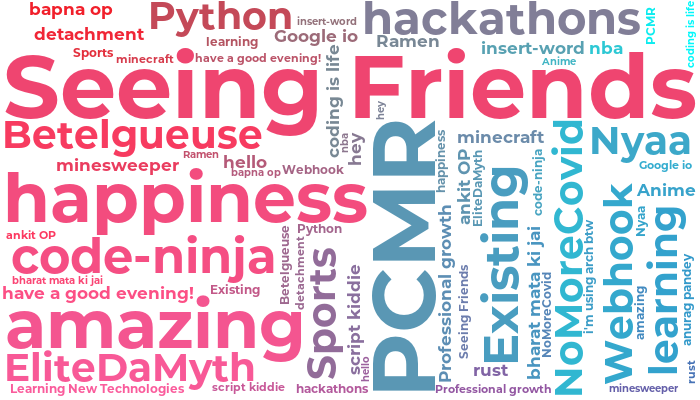 bapna op
Python
insert-word
hackathons
PCMR
coding is life
detachment
learning
Google io
Ramen
insert-word
nba
Sports
minecraft
have a good evening!
Anime
Seeing Friends
coding is life
hey
Betelgueuse
nba
hey
happiness
minecraft
Nyaa
minesweeper
Ramen
hello
bapna op
Webhook
PCMR
ankit OP
EliteDaMyth
code-ninja
NoMoreCovid
Google io
happiness
Existing
Webhook
Anime
Nyaa
learning
ankit OP
code-ninja
Betelgueuse
Python
detachment
Sports
script kiddie
Professional growth
Seeing Friends
bharat mata ki jai
NoMoreCovid
i'm using arch btw
amazing
anurag pandey
bharat mata ki jai
have a good evening!
Existing
amazing
hello
EliteDaMyth
rust
rust
Learning New Technologies
script kiddie
hackathons
Professional growth
minesweeper